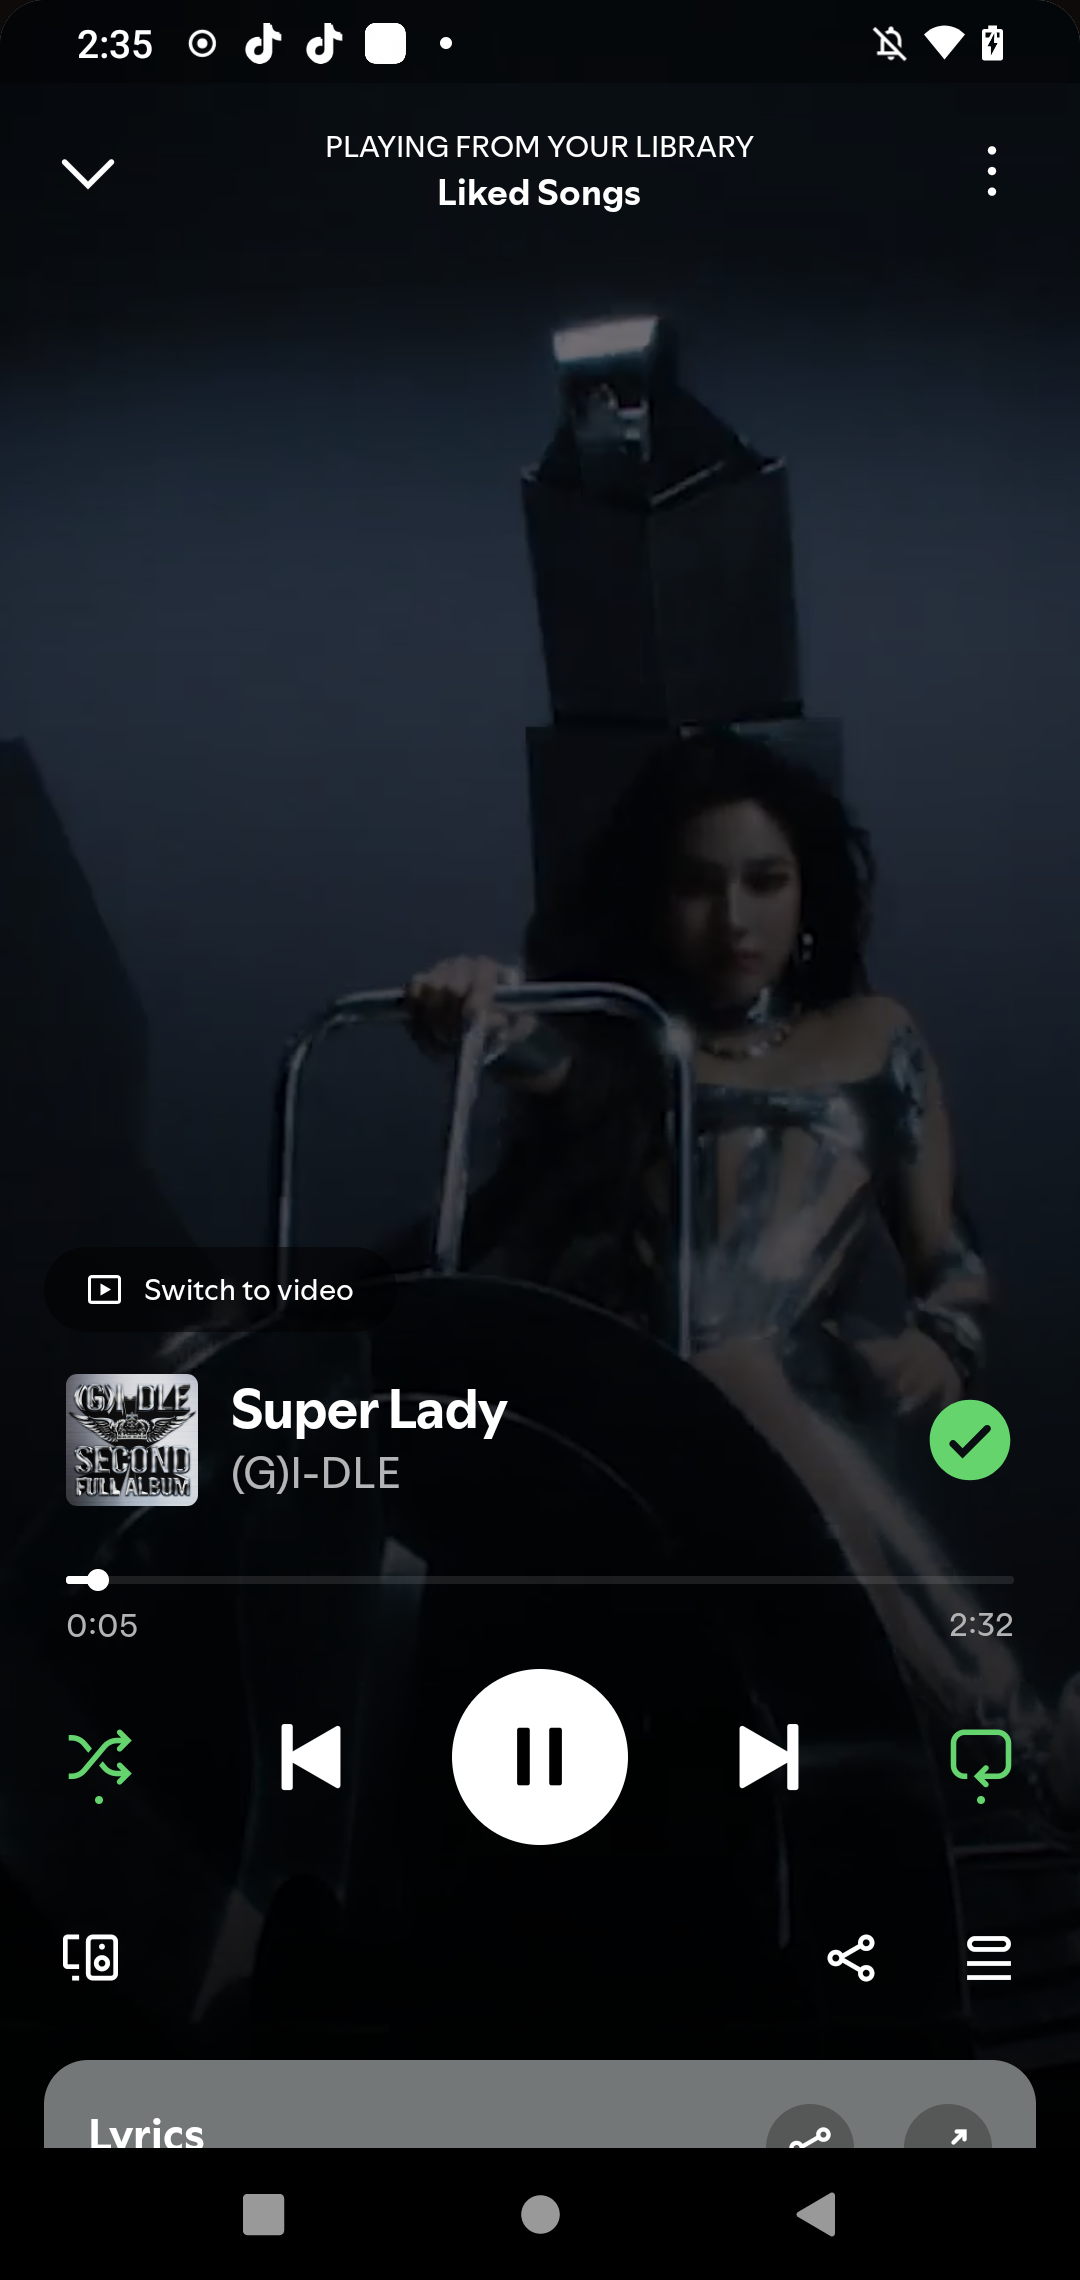 2:35
PLAYING FROM YOUR LIBRARY
Liked Songs
Switch to video
(G)I-DLE
SECOND
FULL ALBUM
Super Lady
(G)I-DLE
0:05
2:32
Lyrics